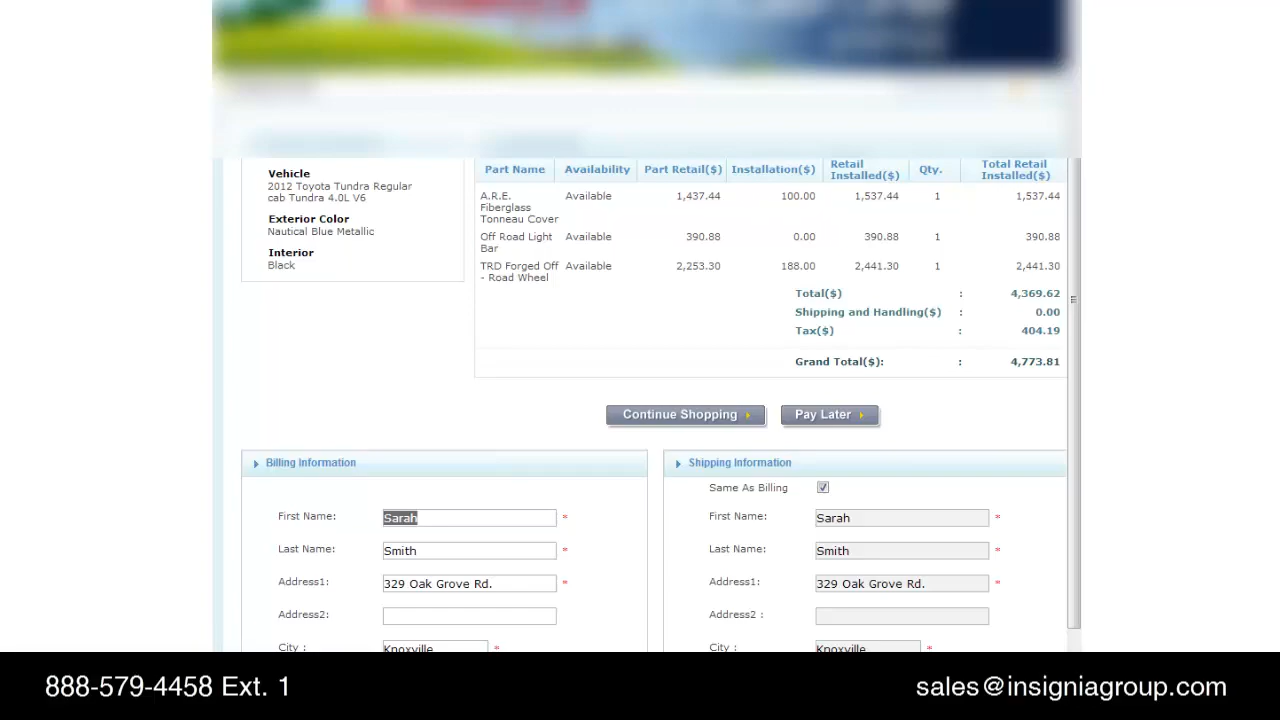 Vehicle
2012 Toyota Tundra Regular
cab Tundra 4.0L V6
Exterior Color
Nautical Blue Metallic
Interior
Black
Part Name Availability Part Retail($) Installation($) Retail Installed($) Qty. Total Retail Installed($)
A.R.E. Available 1,437.44 100.00 1,537.44 1 1,537.44
Fiberglass
Tonneau Cover
Off Road Light Available 390.88 0.00 390.88 1 390.88
Bar
TRD Forged Off Available 2,253.30 188.00 2,441.30 1 2,441.30
- Road Wheel
Total($) : 4,369.62
Shipping and Handling($) : 0.00
Tax($) : 404.19
Grand Total($): : 4,773.81
Continue Shopping Pay Later
Billing Information
First Name: Sarah *
Last Name: Smith *
Address1: 329 Oak Grove Rd. *
Address2:
City : Knoxville *
Shipping Information
Same As Billing
First Name: Sarah *
Last Name: Smith *
Address1: 329 Oak Grove Rd. *
Address2 :
City : Knoxville *
888-579-4458 Ext. 1
sales@insigniagroup.com